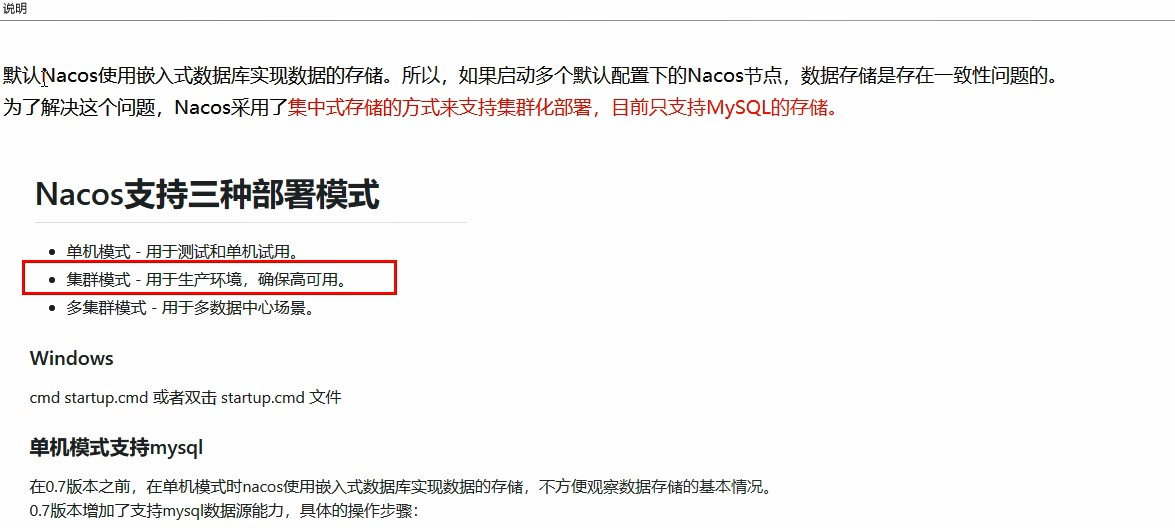 说明
默认Nacos使用嵌入式数据库实现数据的存储。所以，如果启动多个默认配置下的Nacos节点，数据存储是存在一致性问题的。
为了解决这个问题，Nacos采用了集中式存储的方式来支持集群化部署，目前只支持MySQL的存储。
Nacos支持三种部署模式
• 单机模式 - 用于测试和单机试用。
• 集群模式 - 用于生产环境，确保高可用。
• 多集群模式 - 用于多数据中心场景。
Windows
cmd startup.cmd 或者双击 startup.cmd 文件
单机模式支持mysql
在0.7版本之前，在单机模式时nacos使用嵌入式数据库实现数据的存储，不方便观察数据存储的基本情况。
0.7版本增加了支持mysql数据源能力，具体的操作步骤：